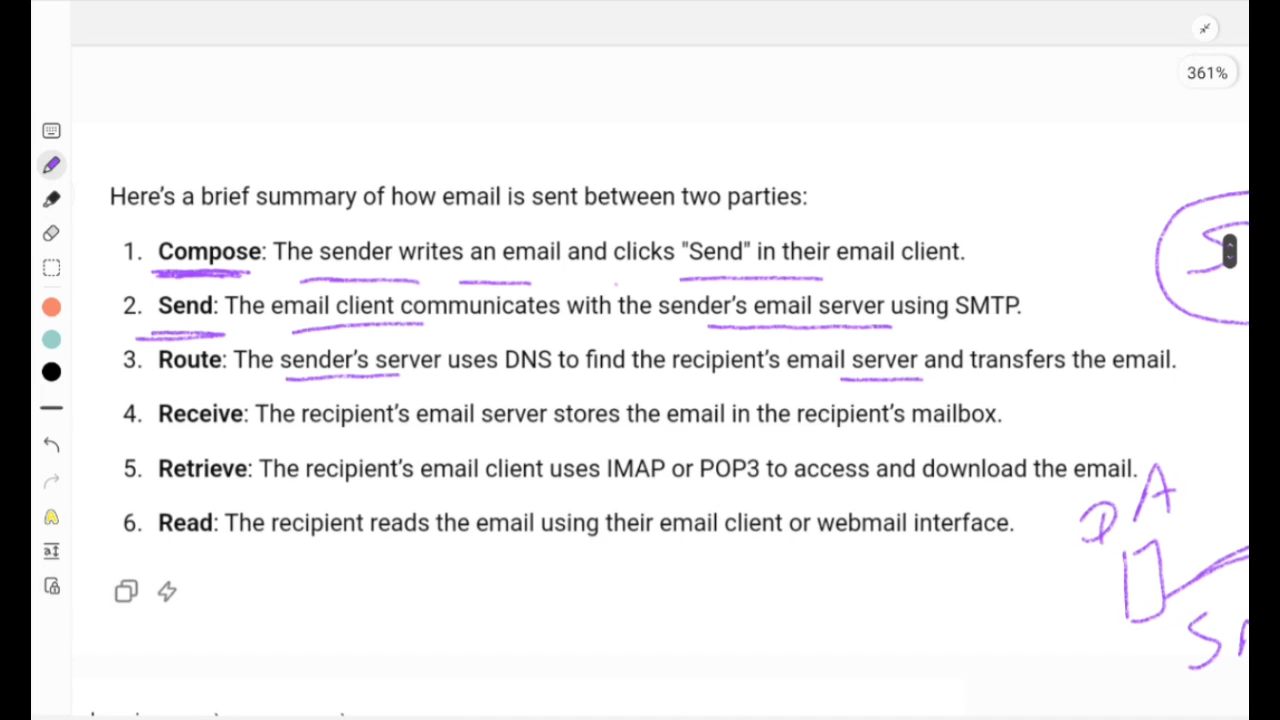 361%
Here's a brief summary of how email is sent between two parties:
1. Compose: The sender writes an email and clicks "Send" in their email client.
2. Send: The email client communicates with the sender's email server using SMTP.
3. Route: The sender's server uses DNS to find the recipient's email server and transfers the email.
4. Receive: The recipient's email server stores the email in the recipient's mailbox.
5. Retrieve: The recipient's email client uses IMAP or POP3 to access and download the email.
6. Read: The recipient reads the email using their email client or webmail interface.
A